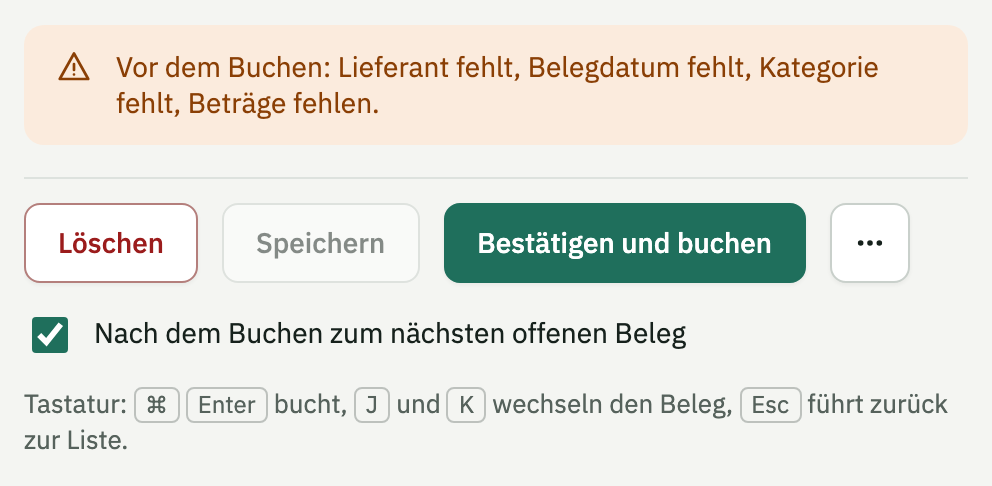 Vor dem Buchen: Lieferant fehlt, Belegdatum fehlt, Kategorie
fehlt, Beträge fehlen.
Löschen Speichern Bestätigen und buchen ···
Nach dem Buchen zum nächsten offenen Beleg
Tastatur: ⌘ Enter bucht, J und K wechseln den Beleg, Esc führt zurück
zur Liste.